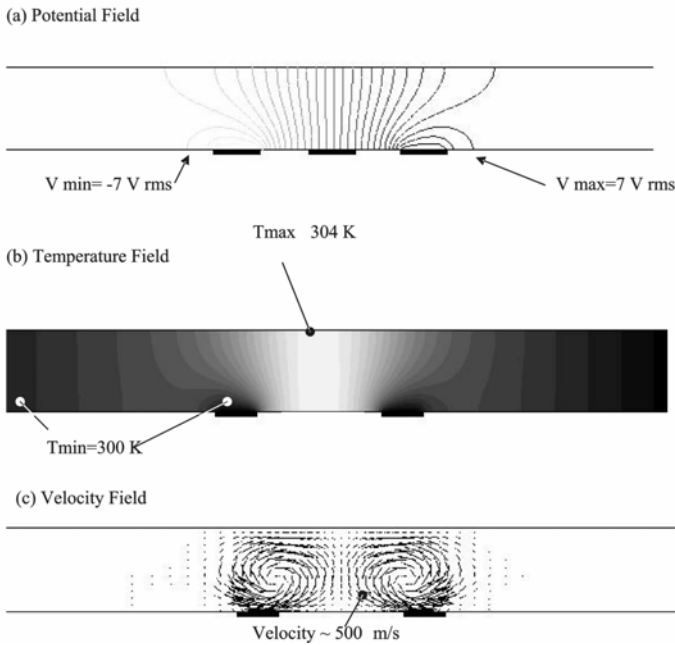 (a) Potential Field
V min= -7 V rms
V max=7 V rms
Tmax 304 K
(b) Temperature Field
Tmin=300 K
(c) Velocity Field
Velocity ~ 500 m/s